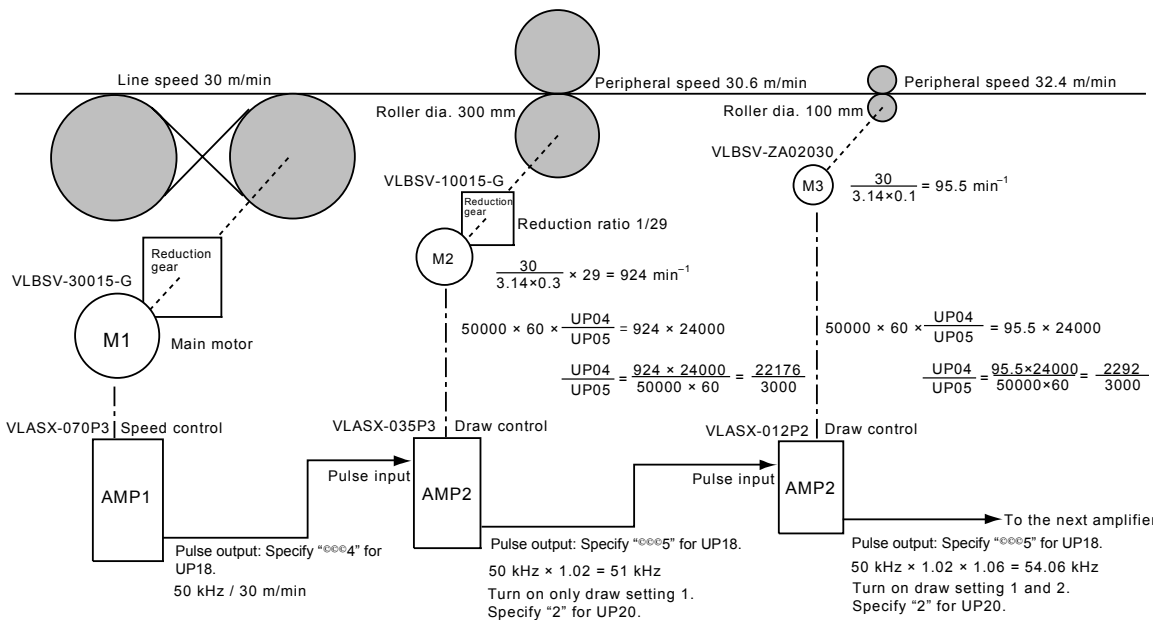 Line speed 30 m/min
Peripheral speed 30.6 m/min
Peripheral speed 32.4 m/min
Roller dia. 300 mm
Roller dia. 100 mm
VLBSV-ZA02030
M3
30
3.14×0.1
= 95.5 min⁻¹
VLBSV-10015-G
Reduction
gear
Reduction ratio 1/29
M2
30
3.14×0.3
× 29 = 924 min⁻¹
Reduction
gear
VLBSV-30015-G
M1
Main motor
50000 × 60 ×
UP04
UP05
= 924 × 24000
UP04
UP05
=
924 × 24000
50000 × 60
=
22176
3000
50000 × 60 ×
UP04
UP05
= 95.5 × 24000
UP04
UP05
=
95.5×24000
50000×60
=
2292
3000
VLASX-070P3
Speed control
AMP1
VLASX-035P3
Draw control
Pulse input
AMP2
VLASX-012P2
Draw control
Pulse input
AMP2
To the next amplifier
Pulse output: Specify “©©©4” for
UP18.
50 kHz / 30 m/min
Pulse output: Specify “©©©5” for UP18.
50 kHz × 1.02 = 51 kHz
Turn on only draw setting 1.
Specify “2” for UP20.
Pulse output: Specify “©©©5” for UP18.
50 kHz × 1.02 × 1.06 = 54.06 kHz
Turn on draw setting 1 and 2.
Specify “2” for UP20.